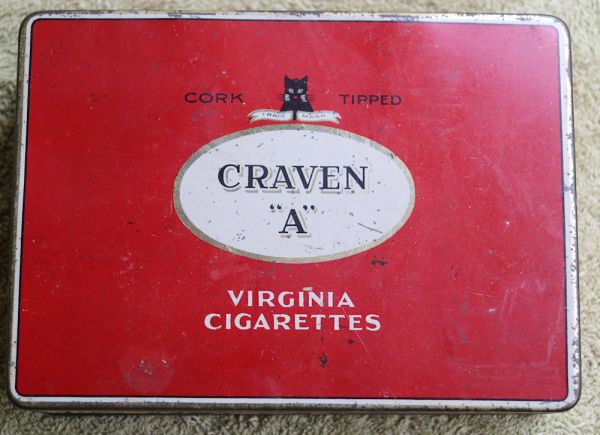 CORK TIPPED
TRADE MARK
CRAVEN
"A"
VIRGINIA
CIGARETTES